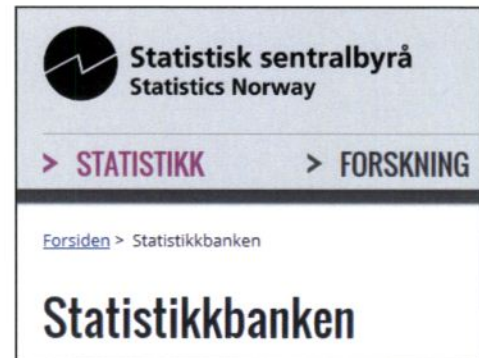 Statistisk sentralbyrå
Statistics Norway
> STATISTIKK > FORSKNING
Forsiden > Statistikkbanken
Statistikkbanken